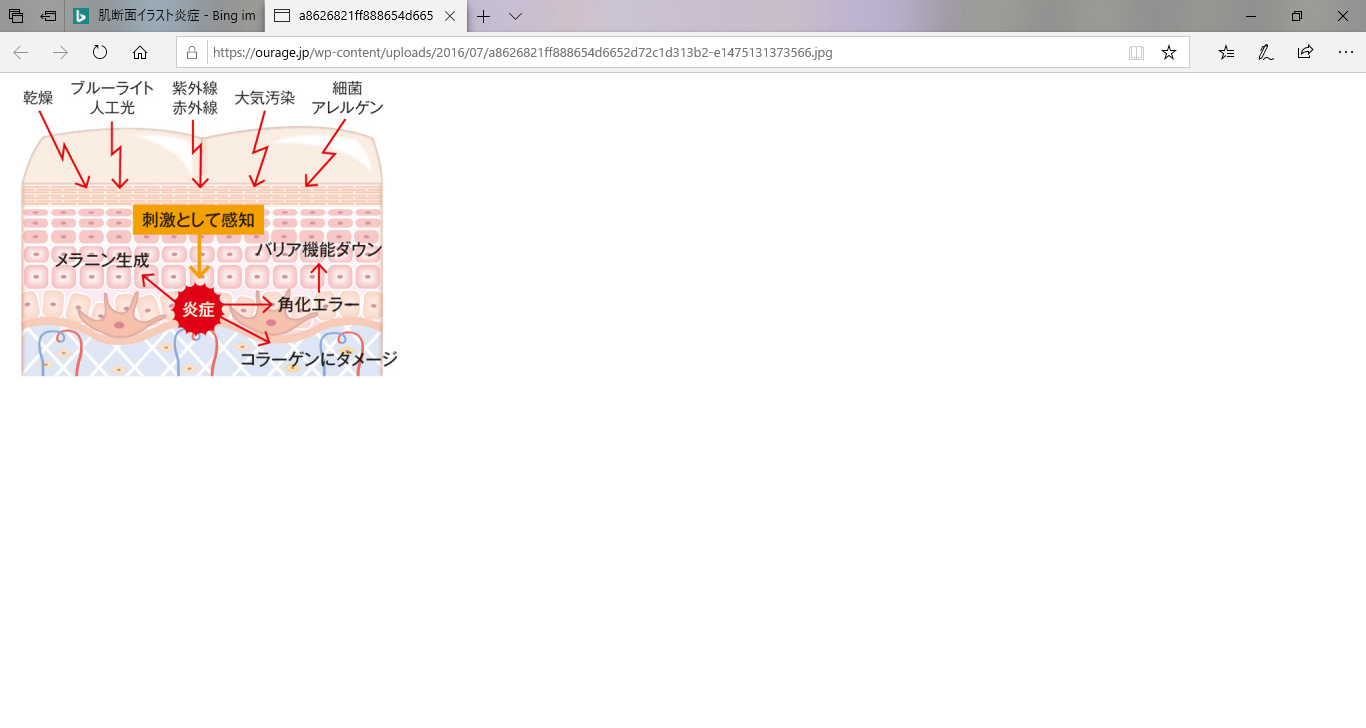 肌断面イラスト炎症 - Bing im
a8626821ff888654d665
https://ourage.jp/wp-content/uploads/2016/07/a8626821ff888654d6652d72c1d313b2-e1475131373566.jpg
乾燥
ブルーライト
人工光
紫外線
赤外線
大気汚染
細菌
アレルゲン
刺激として感知
バリア機能ダウン
メラニン生成
炎症
角化エラー
コラーゲンにダメージ